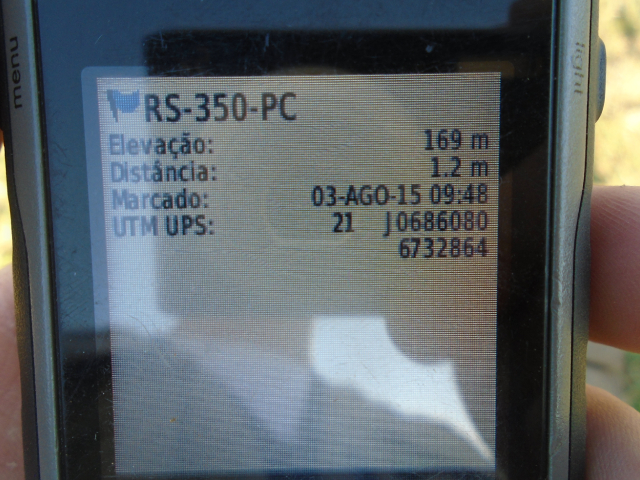 menu
light
RS-350-PC
Elevação: 169 m
Distância: 1.2 m
Marcado: 03-AGO-15 09:48
UTM UPS: 21 J0686080
6732864